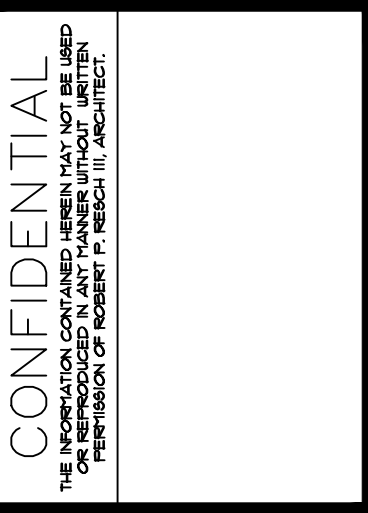 CONFIDENTIAL
THE INFORMATION CONTAINED HEREIN MAY NOT BE USED
OR REPRODUCED IN ANY MANNER WITHOUT WRITTEN
PERMISSION OF ROBERT P. RESCH III, ARCHITECT.